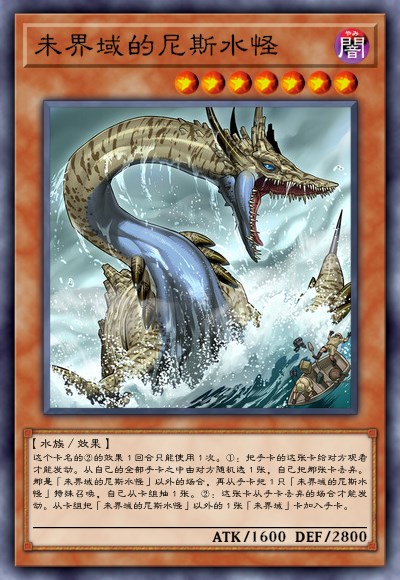 未界域的尼斯水怪
やみ
闇
【水族／效果】
这个卡名的②的效果1回合只能使用1次。①：把手卡的这张卡给对方观看
才能发动。从自己的全部手卡之中由对方随机选1张，自己把那张卡丢弃。
那是「未界域的尼斯水怪」以外的场合，再从手卡把1只「未界域的尼斯水
怪」特殊召唤，自己从卡组抽1张。②：这张卡从手卡丢弃的场合才能发
动。从卡组把「未界域的尼斯水怪」以外的1张「未界域」卡加入手卡。
ATK/1600 DEF/2800